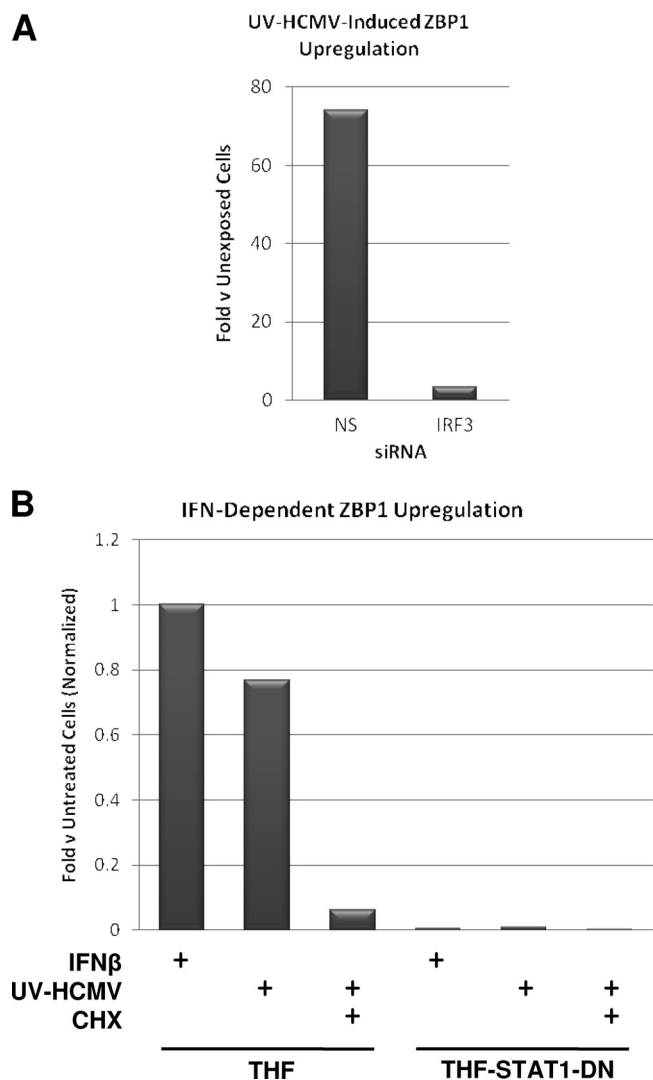 A
UV-HCMV-Induced ZBP1
Upregulation
Fold v Unexposed Cells
80
60
40
20
0
NS IRF3
siRNA
B
IFN-Dependent ZBP1 Upregulation
Fold v Untreated Cells (Normalized)
1.2
1
0.8
0.6
0.4
0.2
0
IFNβ + +
UV-HCMV + + + +
CHX + +
THF THF-STAT1-DN